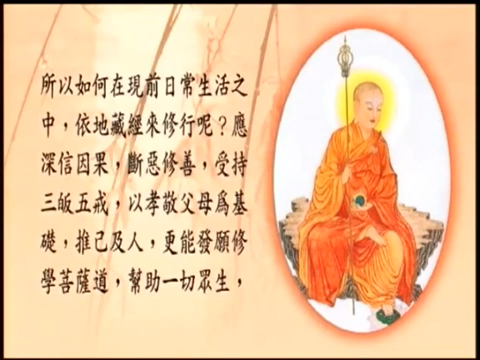 所以如何在現前日常生活之
中，依地藏經來修行呢？應
深信因果，斷惡修善，受持
三皈五戒，以孝敬父母為基
礎，推己及人，更能發願修
學菩薩道，幫助一切眾生，